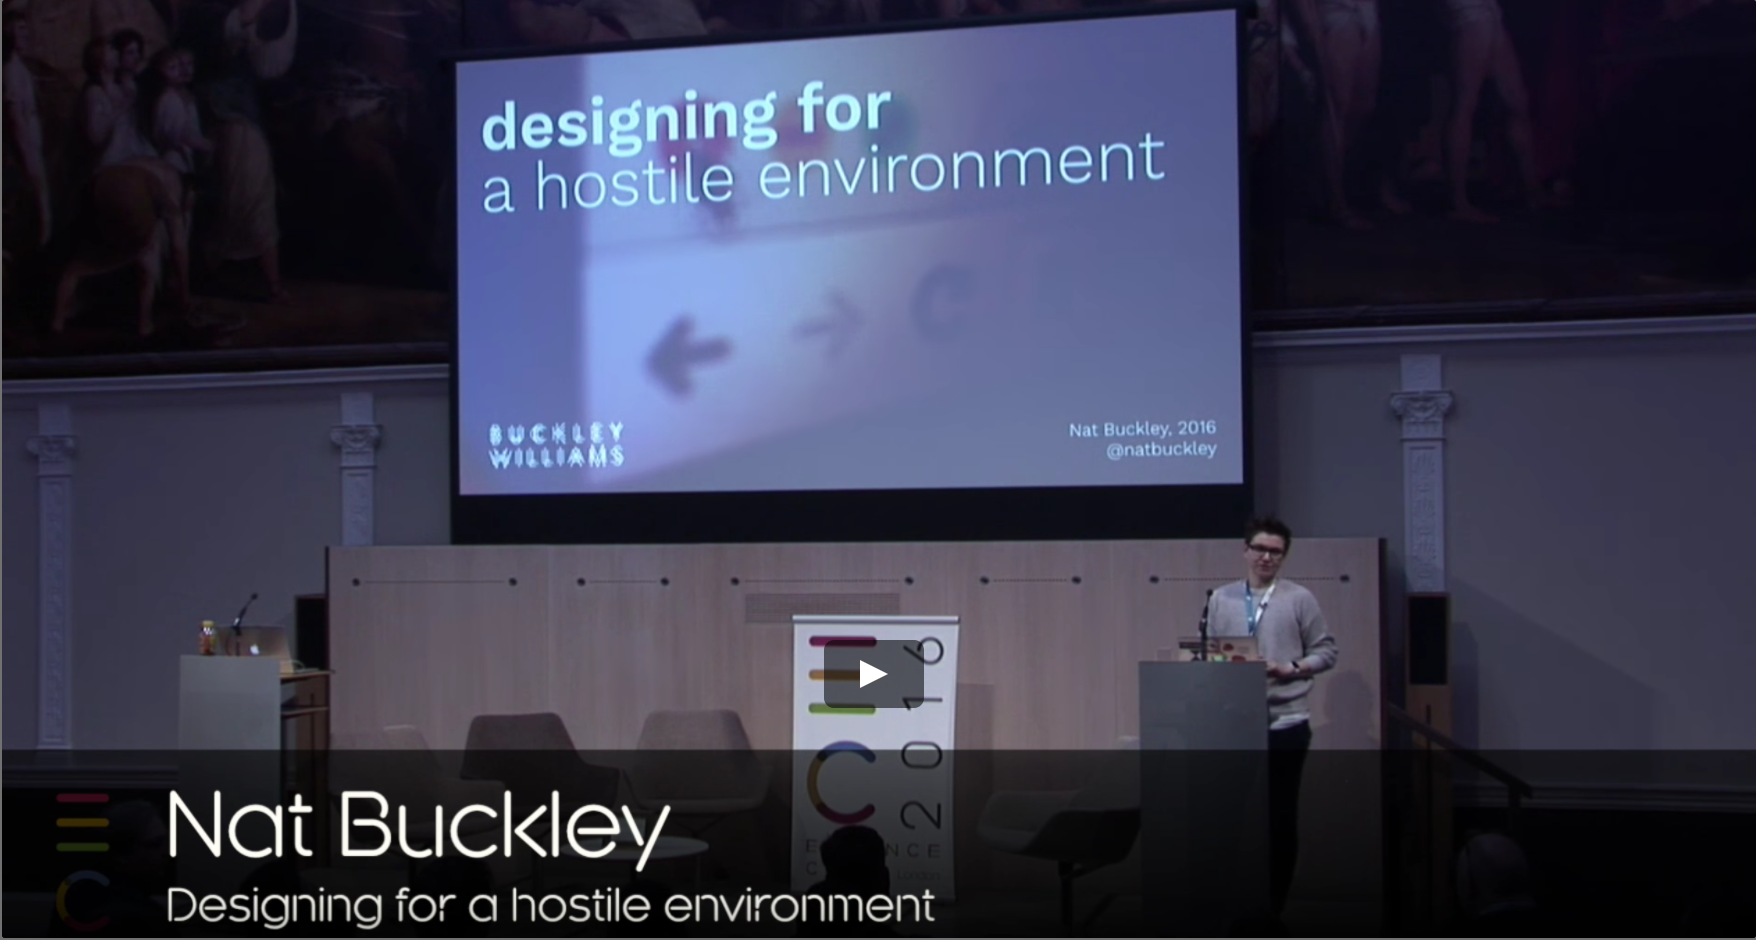 designing for
a hostile environment
BUCKLEY
WILLIAMS
Nat Buckley, 2016
@natbuckley
2016
Nat Buckley
Designing for a hostile environment